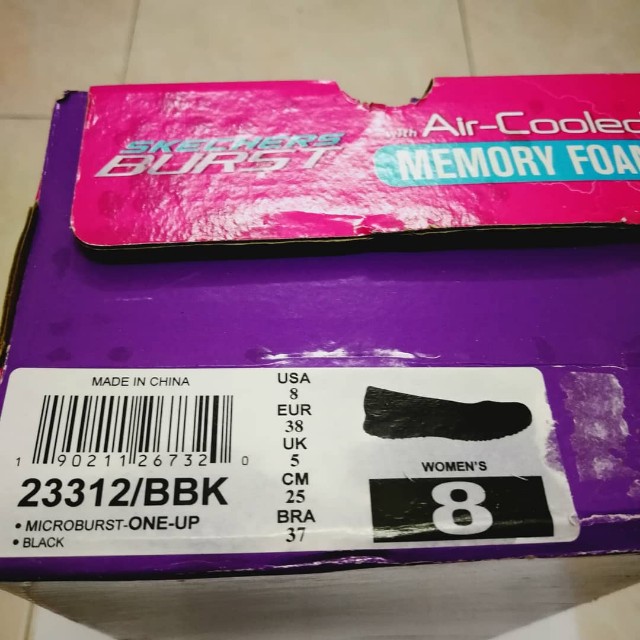 SKECHERS
BURST
with Air-Cooled
MEMORY FOAM
MADE IN CHINA
1 90211 26732 0
23312/BBK
• MICROBURST-ONE-UP
• BLACK
USA
8
EUR
38
UK
5
CM
25
BRA
37
WOMEN'S
8